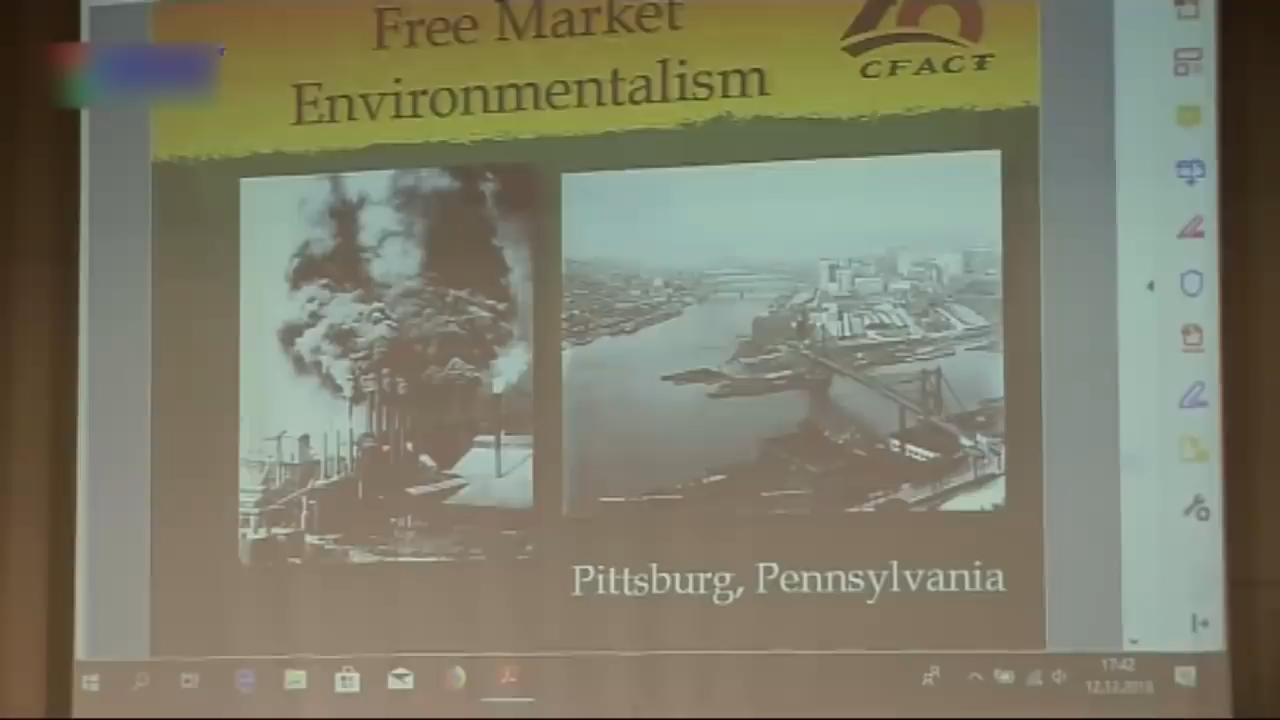 Free Market
Environmentalism
CFACT
Pittsburg, Pennsylvania
17:42